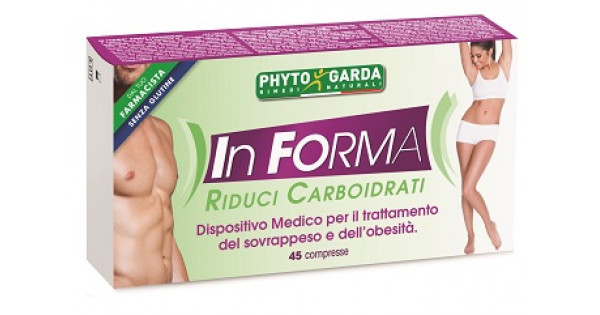 DAL TUO
FARMACISTA
SENZA GLUTINE
PHYTO GARDA
RIMEDI NATURALI
IN FORMA
RIDUCI CARBOIDRATI
Dispositivo Medico per il trattamento
del sovrappeso e dell'obesità.
45 compresse